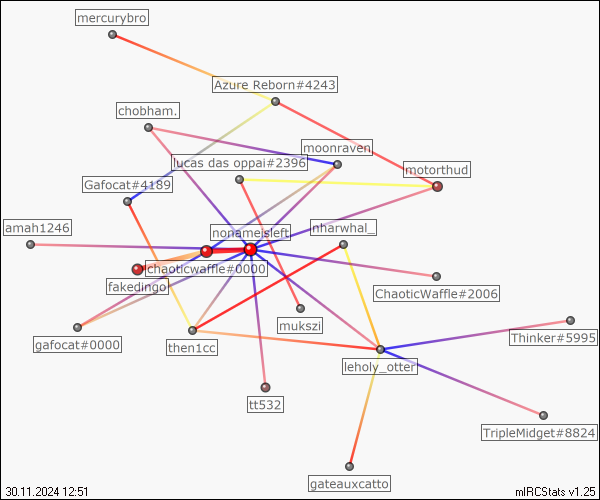 mercurybro
Azure Reborn#4243
chobham.
moonraven
lucas das oppai#2396
motorthud
Gafocat#4189
amah1246
nonameisleft
nharwhal_
chaoticwaffle#0000
fakedingo
ChaoticWaffle#2006
mukszi
gafocat#0000
then1cc
Thinker#5995
leholy_otter
tt532
TripleMidget#8824
gateauxcatto
30.11.2024 12:51
mIRCStats v1.25